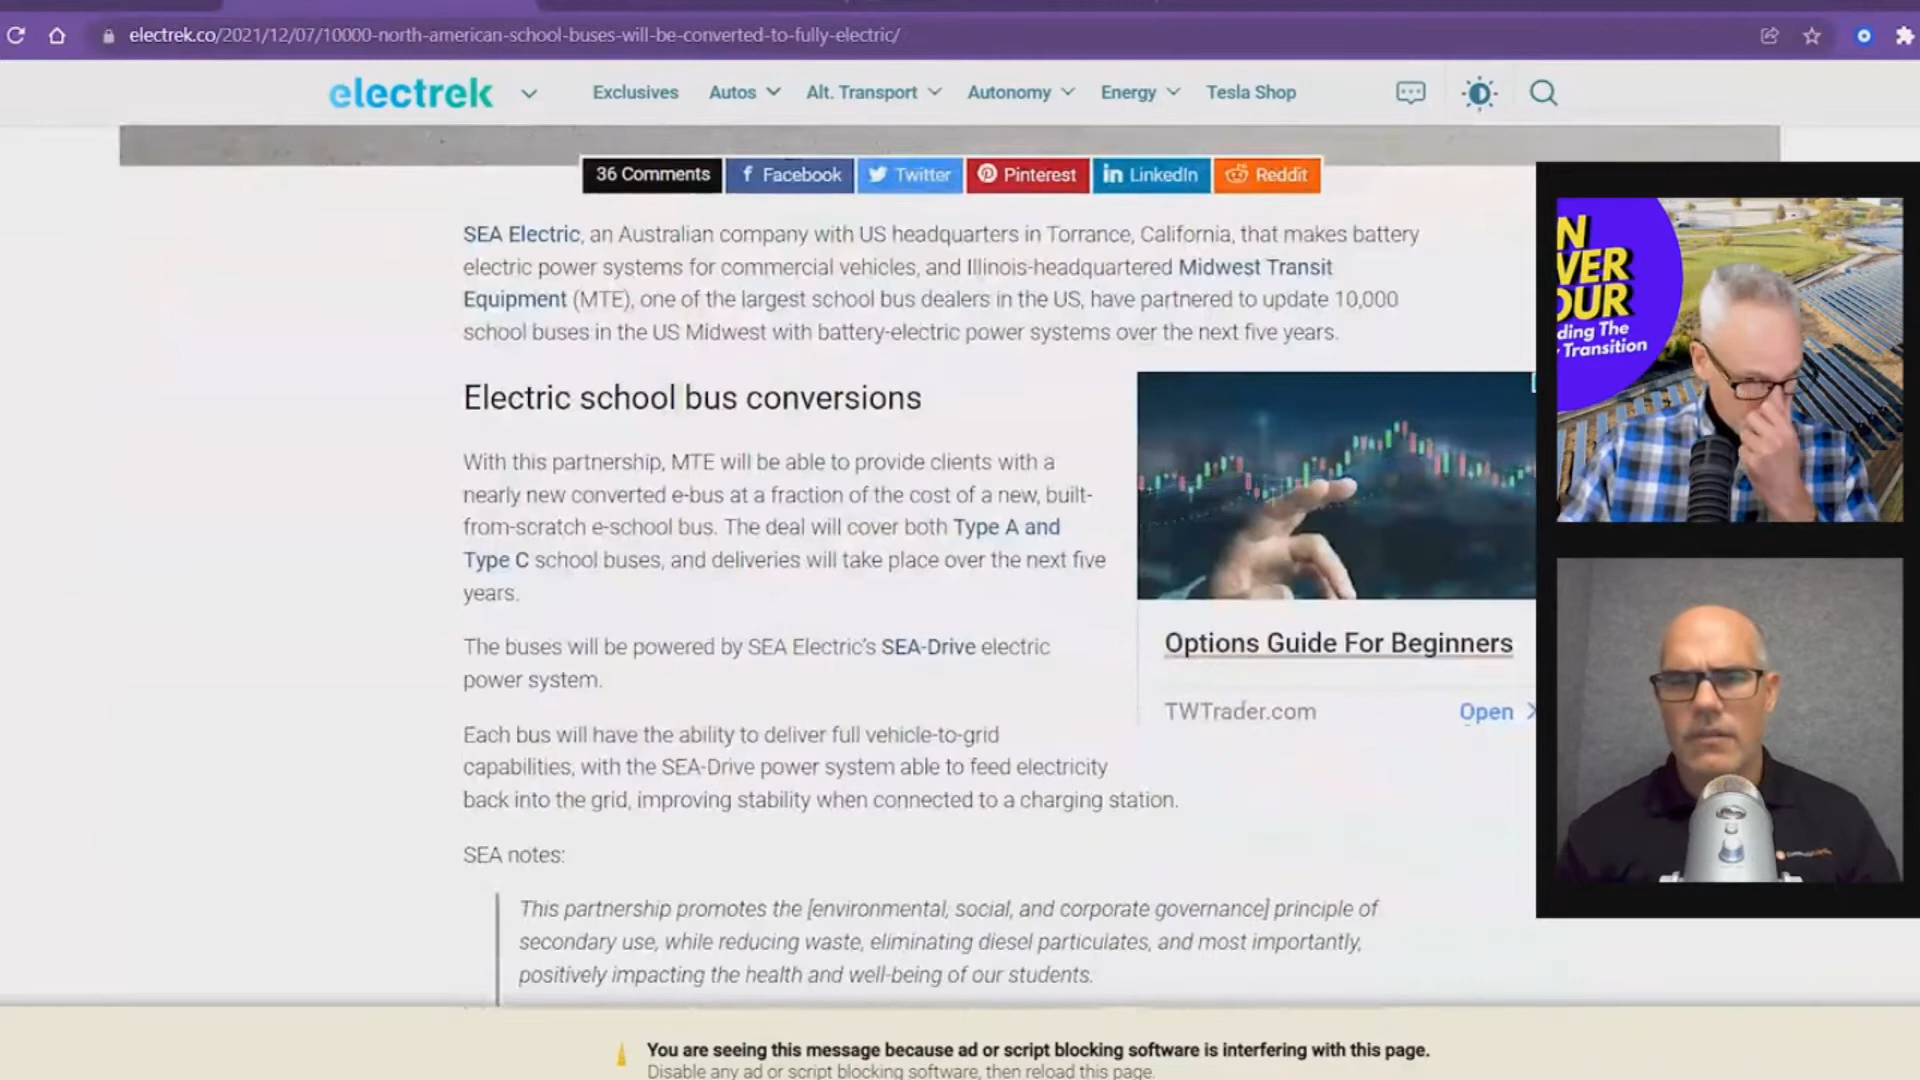 electrek.co/2021/12/07/10000-north-american-school-buses-will-be-converted-to-fully-electric/
electrek
Exclusives Autos Alt. Transport Autonomy Energy Tesla Shop
36 Comments Facebook Twitter Pinterest LinkedIn Reddit
SEA Electric, an Australian company with US headquarters in Torrance, California, that makes battery
electric power systems for commercial vehicles, and Illinois-headquartered Midwest Transit
Equipment (MTE), one of the largest school bus dealers in the US, have partnered to update 10,000
school buses in the US Midwest with battery-electric power systems over the next five years.
Electric school bus conversions
With this partnership, MTE will be able to provide clients with a
nearly new converted e-bus at a fraction of the cost of a new, built-
from-scratch e-school bus. The deal will cover both Type A and
Type C school buses, and deliveries will take place over the next five
years.
The buses will be powered by SEA Electric's SEA-Drive electric
power system.
Each bus will have the ability to deliver full vehicle-to-grid
capabilities, with the SEA-Drive power system able to feed electricity
back into the grid, improving stability when connected to a charging station.
SEA notes:
This partnership promotes the [environmental, social, and corporate governance] principle of
secondary use, while reducing waste, eliminating diesel particulates, and most importantly,
positively impacting the health and well-being of our students.
Options Guide For Beginners
TWTrader.com Open
N
VER
OUR
ding The
Transition
You are seeing this message because ad or script blocking software is interfering with this page.
Disable any ad or script blocking software, then reload this page.